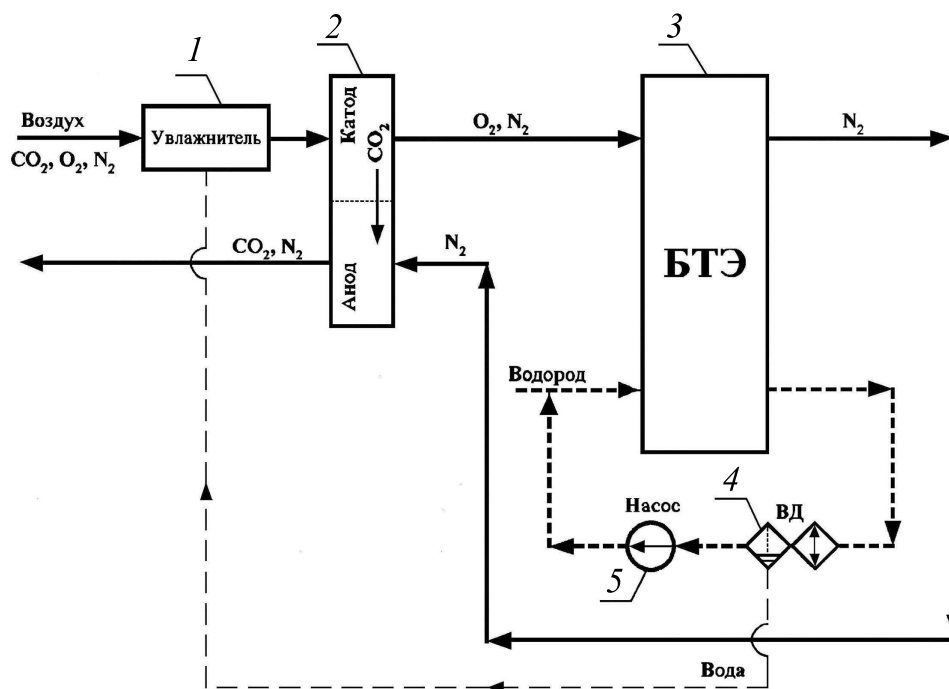 1
2
3
Воздух
CO₂, O₂, N₂
Увлажнитель
Катод
CO₂
O₂, N₂
N₂
CO₂, N₂
Анод
N₂
БТЭ
Водород
Насос
4
ВД
5
Вода